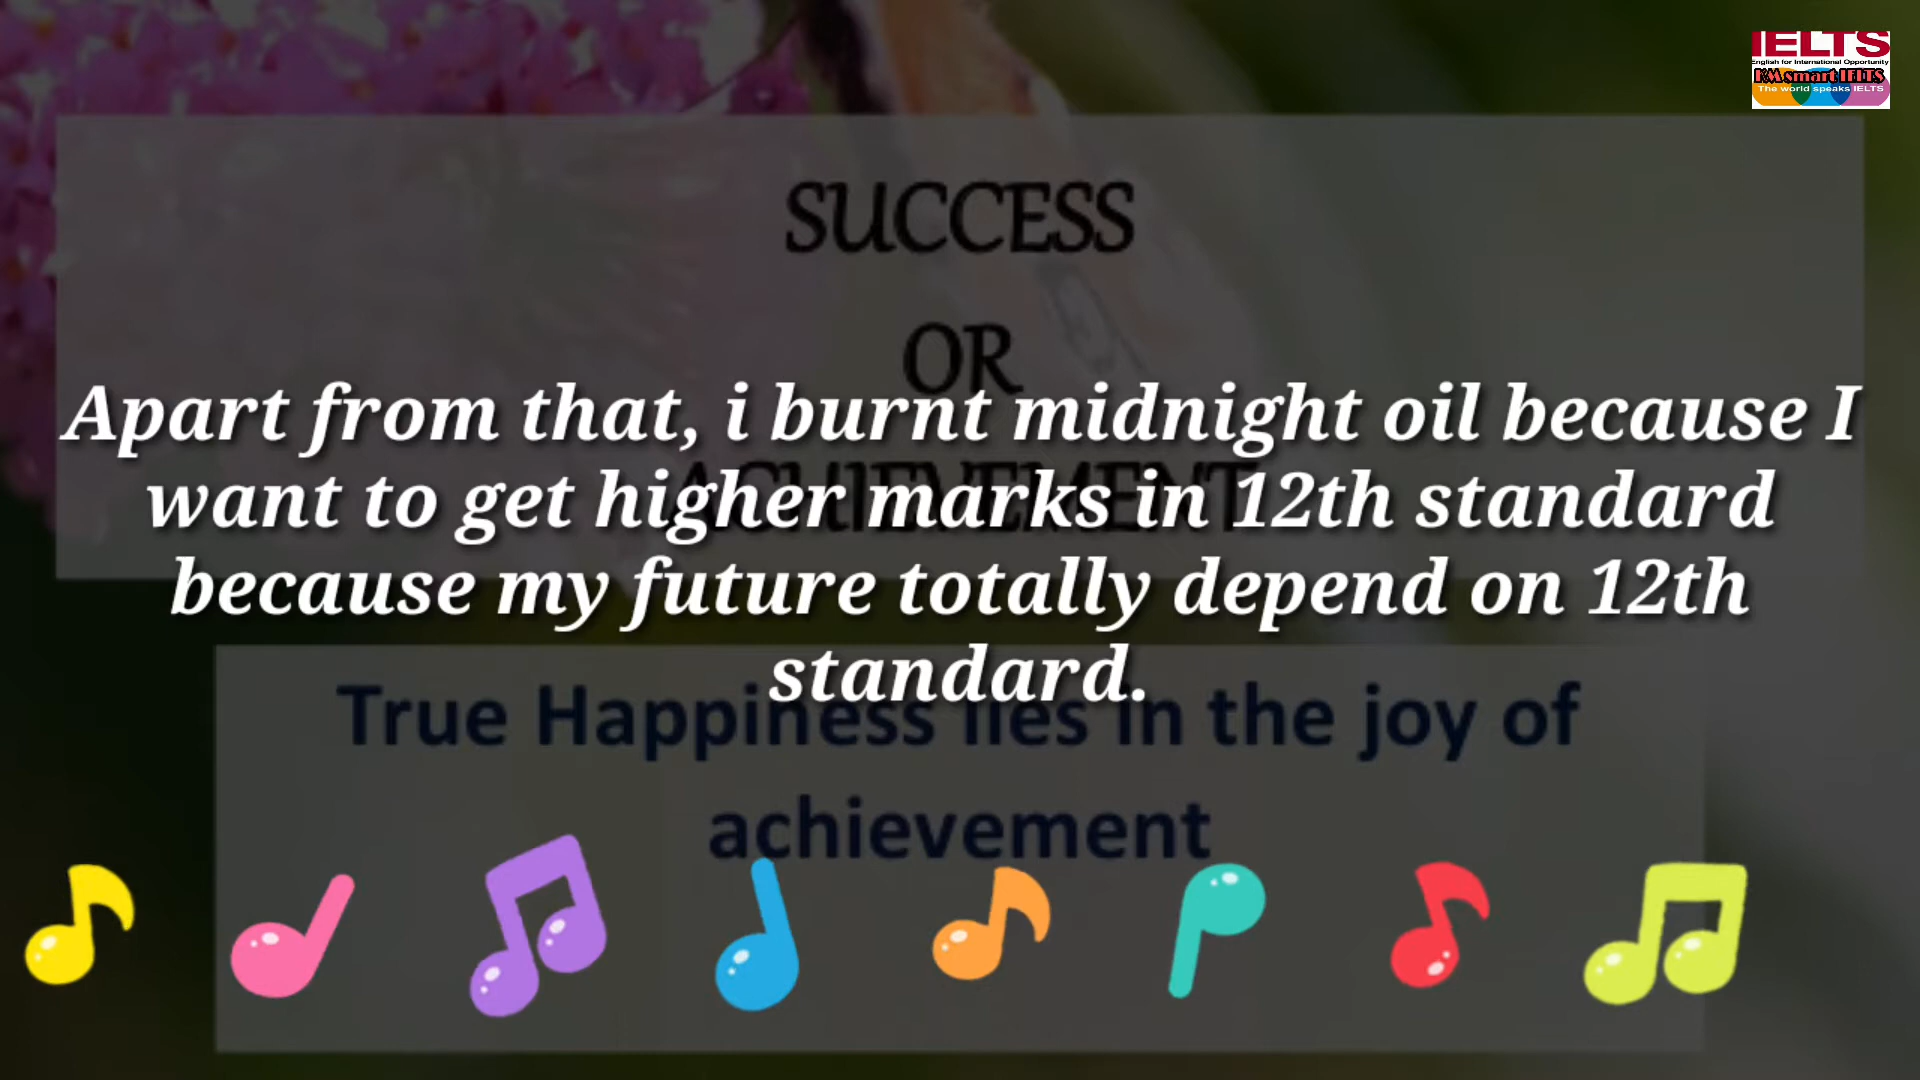 IELTS
English for International Opportunity
KM smart IELTS
The world speaks IELTS
SUCCESS
OR
ACHIEVEMENT
Apart from that, i burnt midnight oil because I
want to get higher marks in 12th standard
because my future totally depend on 12th
standard.
True Happiness lies in the joy of
achievement